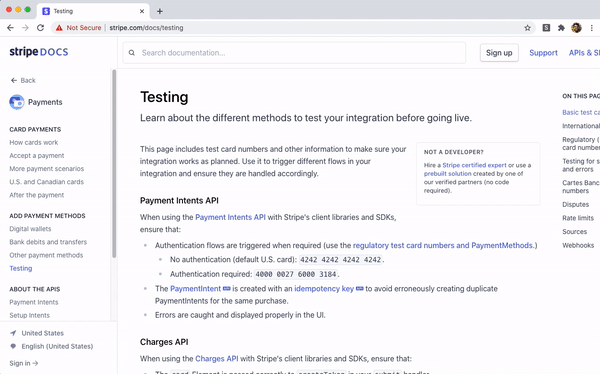 Testing
Not Secure | stripe.com/docs/testing
stripe DOCS
Search documentation...
Sign up
Support
APIs & S
Back
Payments
CARD PAYMENTS
How cards work
Accept a payment
More payment scenarios
U.S. and Canadian cards
After the payment
ADD PAYMENT METHODS
Digital wallets
Bank debits and transfers
Other payment methods
Testing
ABOUT THE APIS
Payment Intents
Setup Intents
United States
English (United States)
Sign in →
Testing
Learn about the different methods to test your integration before going live.
This page includes test card numbers and other information to make sure your
integration works as planned. Use it to trigger different flows in your
integration and ensure they are handled accordingly.
NOT A DEVELOPER?
Hire a Stripe certified expert or use a
prebuilt solution created by one of
our verified partners (no code
required).
Payment Intents API
When using the Payment Intents API with Stripe's client libraries and SDKs,
ensure that:
Authentication flows are triggered when required (use the regulatory test card numbers and PaymentMethods.)
No authentication (default U.S. card): 4242 4242 4242 4242.
Authentication required: 4000 0027 6000 3184.
The PaymentIntent is created with an idempotency key to avoid erroneously creating duplicate
PaymentIntents for the same purchase.
Errors are caught and displayed properly in the UI.
Charges API
When using the Charges API with Stripe's client libraries and SDKs, ensure that:
ON THIS PAG
Basic test car
International
Regulatory (
card number
Testing for s
and errors
Cartes Banc
numbers
Disputes
Rate limits
Sources
Webhooks